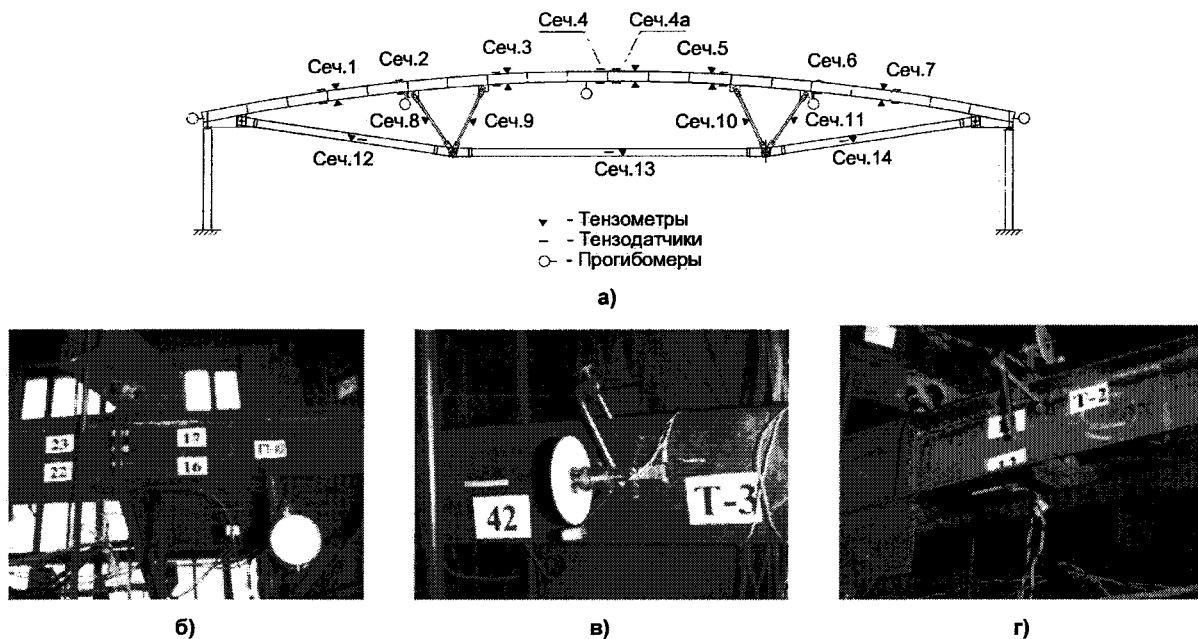 Сеч.4 Сеч.4а
Сеч.3 Сеч.5
Сеч.2 Сеч.6
Сеч.1 Сеч.7
Сеч.8 Сеч.9 Сеч.10 Сеч.11
Сеч.12 Сеч.13 Сеч.14
- Тензометры
- Тензодатчики
- Прогибомеры
а)
23 17
22 16
42 Т-3
Т-2
б) в) г)